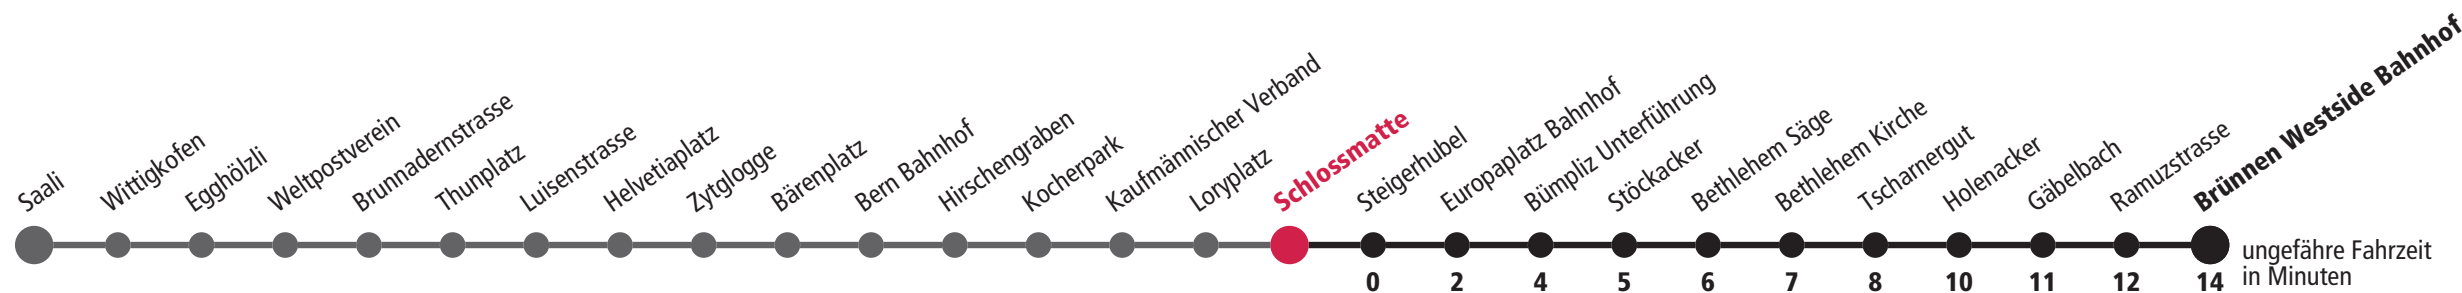 Saali
Wittigkofen
Egghölzli
Weltpostverein
Brunnadernstrasse
Thunplatz
Luisenstrasse
Helvetiaplatz
Zytglogge
Bärenplatz
Bern Bahnhof
Hirschengraben
Kocherpark
Kaufmännischer Verband
Loryplatz
Schlossmatte
Steigerhubel
Europaplatz Bahnhof
Bümpliz Unterführung
Stöckacker
Bethlehem Säge
Bethlehem Kirche
Tscharnergut
Holenacker
Gäbelbach
Ramuzstrasse
Brünnen Westside Bahnhof
0 2 4 5 6 7 8 10 11 12 14
ungefähre Fahrzeit
in Minuten